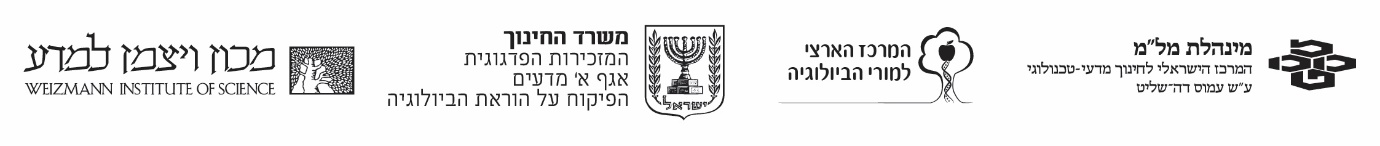 מינהלת מל״מ
המרכז הישראלי לחינוך מדעי-טכנולוגי
ע״ש עמוס דה־שליט
המרכז הארצי
למורי הביולוגיה
משרד החינוך
המזכירות הפדגוגית
אגף א׳ מדעים
הפיקוח על הוראת הביולוגיה
ישראל
מכון ויצמן למדע
WEIZMANN INSTITUTE OF SCIENCE